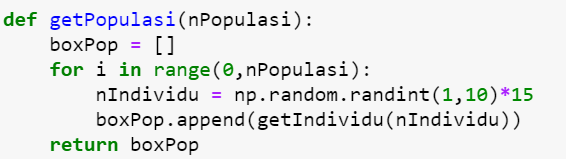 def getPopulasi(nPopulasi):
    boxPop = []
    for i in range(0,nPopulasi):
        nIndividu = np.random.randint(1,10)*15
        boxPop.append(getIndividu(nIndividu))
    return boxPop